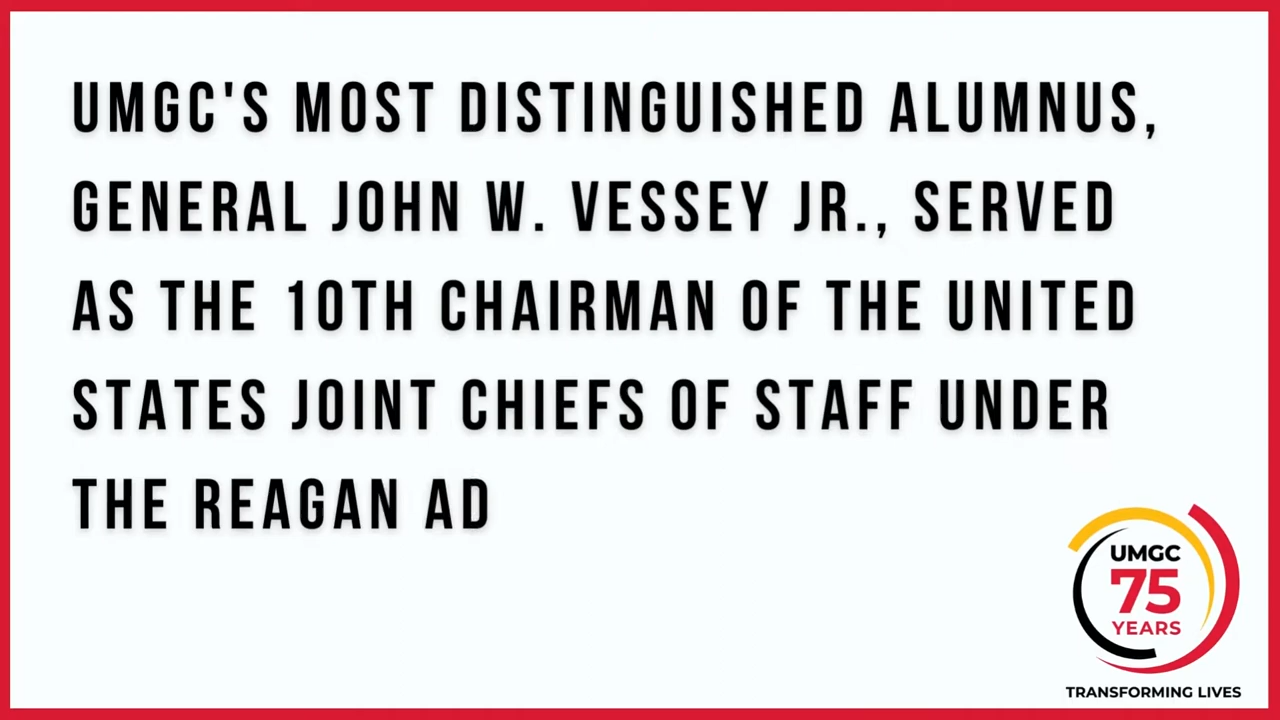 UMGC'S MOST DISTINGUISHED ALUMNUS,
GENERAL JOHN W. VESSEY JR., SERVED
AS THE 10TH CHAIRMAN OF THE UNITED
STATES JOINT CHIEFS OF STAFF UNDER
THE REAGAN AD
UMGC
75
YEARS
TRANSFORMING LIVES